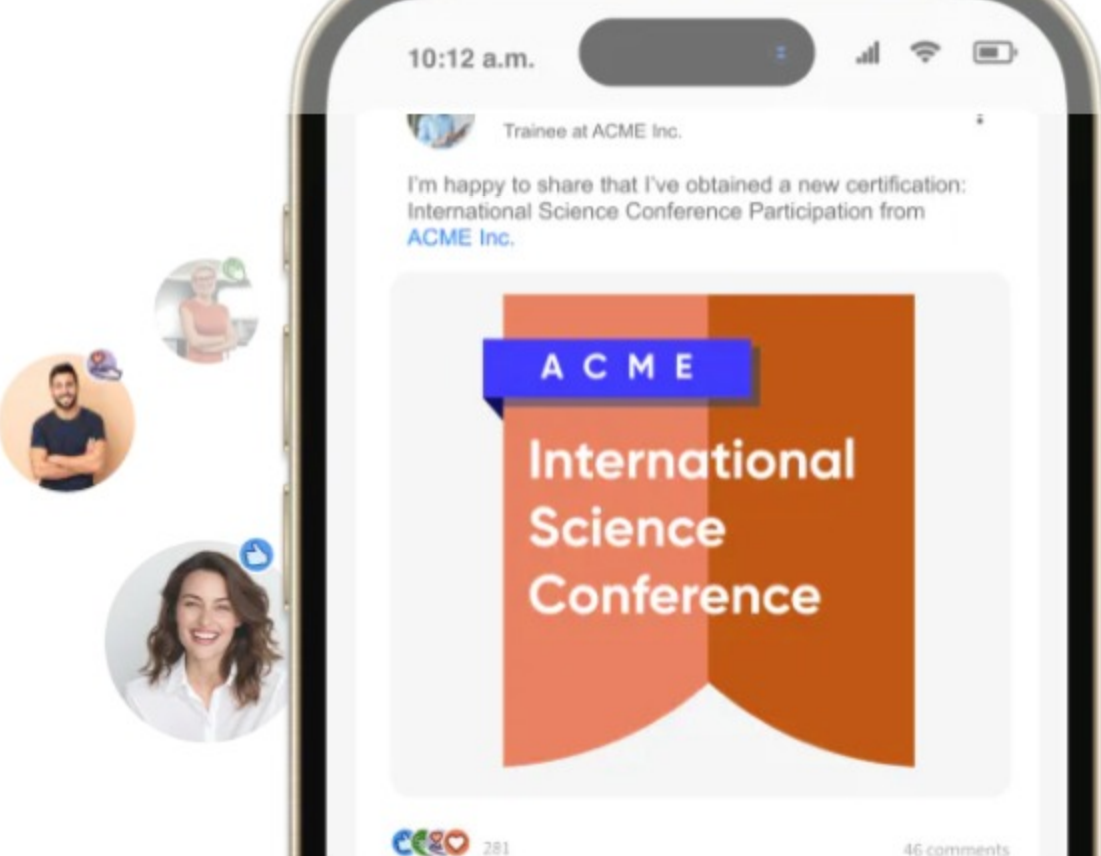 10:12 a.m.
Trainee at ACME Inc.
I'm happy to share that I've obtained a new certification:
International Science Conference Participation from
ACME Inc.
ACME
International
Science
Conference
281
46 comments